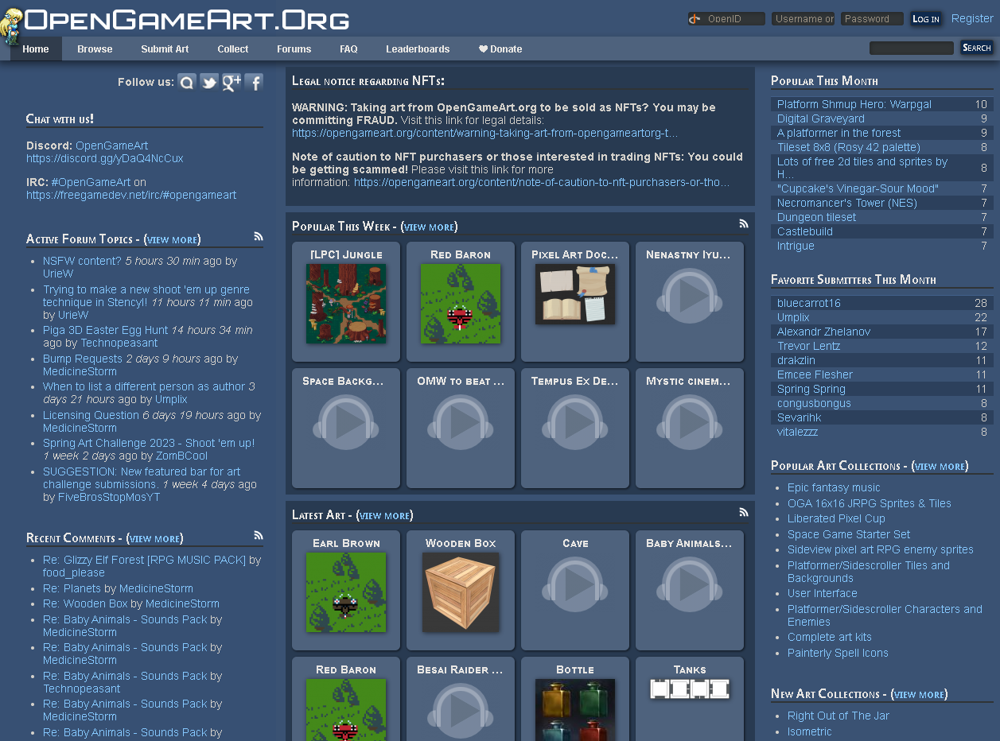 OpenGameArt.Org
OpenID
Username or
Password
Log in
Register
Home
Browse
Submit Art
Collect
Forums
FAQ
Leaderboards
Donate
Search
Follow us:
Chat with us!
Discord: OpenGameArt
https://discord.gg/yDaQ4NcCux
IRC: #OpenGameArt on
https://freegamedev.net/irc/#opengameart
Active Forum Topics - (view more)
NSFW content? 5 hours 30 min ago by
UrieW
Trying to make a new shoot 'em up genre
technique in Stencyl! 11 hours 11 min ago
by UrieW
Piga 3D Easter Egg Hunt 14 hours 34 min
ago by Technopeasant
Bump Requests 2 days 9 hours ago by
MedicineStorm
When to list a different person as author 3
days 21 hours ago by Umplix
Licensing Question 6 days 19 hours ago by
MedicineStorm
Spring Art Challenge 2023 - Shoot 'em up!
1 week 2 days ago by ZomBCool
SUGGESTION: New featured bar for art
challenge submissions. 1 week 4 days ago
by FiveBrosStopMosYT
Recent Comments - (view more)
Re: Glizzy Elf Forest [RPG MUSIC PACK] by
food_please
Re: Planets by MedicineStorm
Re: Wooden Box by MedicineStorm
Re: Baby Animals - Sounds Pack by
MedicineStorm
Re: Baby Animals - Sounds Pack by
MedicineStorm
Re: Baby Animals - Sounds Pack by
Technopeasant
Re: Baby Animals - Sounds Pack by
MedicineStorm
Re: Baby Animals - Sounds Pack by
Legal notice regarding NFTs:
WARNING: Taking art from OpenGameArt.org to be sold as NFTs? You may be
committing FRAUD. Visit this link for legal details:
https://opengameart.org/content/warning-taking-art-from-opengameartorg-t...
Note of caution to NFT purchasers or those interested in trading NFTs: You could
be getting scammed! Please visit this link for more
information: https://opengameart.org/content/note-of-caution-to-nft-purchasers-or-tho...
Popular This Week - (view more)
[LPC] Jungle
Red Baron
Pixel Art Doc...
Nenastny Iyu...
Space Backg...
OMW to beat ...
Tempus Ex De...
Mystic cinem...
Latest Art - (view more)
Earl Brown
Wooden Box
Cave
Baby Animals...
Red Baron
Besai Raider ...
Bottle
Tanks
Popular This Month
Platform Shmup Hero: Warpgal 10
Digital Graveyard 9
A platformer in the forest 9
Tileset 8x8 (Rosy 42 palette) 8
Lots of free 2d tiles and sprites by
H... 8
"Cupcake's Vinegar-Sour Mood" 7
Necromancer's Tower (NES) 7
Dungeon tileset 7
Castlebuild 7
Intrigue 7
Favorite Submitters This Month
bluecarrot16 28
Umplix 22
Alexandr Zhelanov 17
Trevor Lentz 12
drakzlin 11
Emcee Flesher 11
Spring Spring 11
congusbongus 8
Sevarihk 8
vitalezzz 8
Popular Art Collections - (view more)
Epic fantasy music
OGA 16x16 JRPG Sprites & Tiles
Liberated Pixel Cup
Space Game Starter Set
Sideview pixel art RPG enemy sprites
Platformer/Sidescroller Tiles and
Backgrounds
User Interface
Platformer/Sidescroller Characters and
Enemies
Complete art kits
Painterly Spell Icons
New Art Collections - (view more)
Right Out of The Jar
Isometric